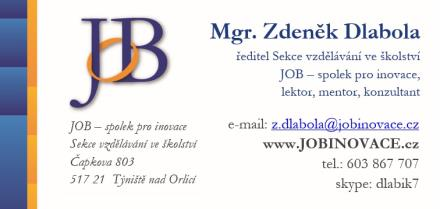 JOB
Mgr. Zdeněk Dlabola
ředitel Sekce vzdělávání ve školství
JOB – spolek pro inovace,
lektor, mentor, konzultant
JOB – spolek pro inovace
Sekce vzdělávání ve školství
Čapkova 803
517 21 Týniště nad Orlicí
e-mail: z.dlabola@jobinovace.cz
www.JOBINOVACE.cz
tel.: 603 867 707
skype: dlabik7